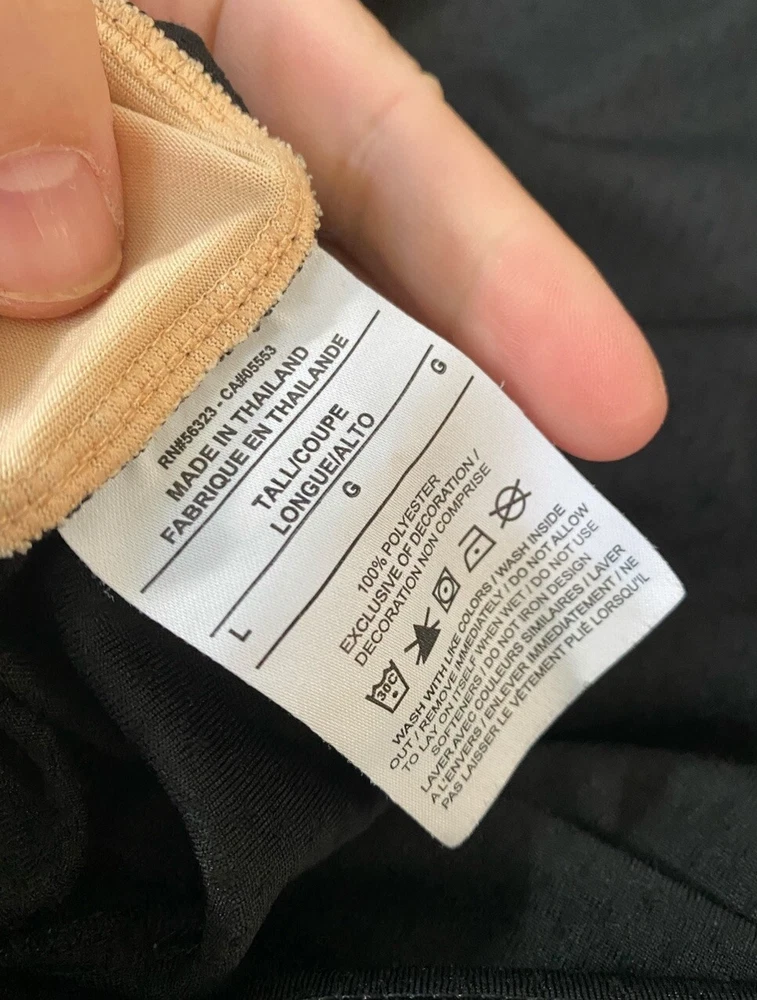 RN#56323 - CA#05553
MADE IN THAILAND
FABRIQUE EN THAILANDE
TALL/COUPE
LONGUE/ALTO
L G G
100% POLYESTER
EXCLUSIVE OF DECORATION /
DECORATION NON COMPRISE
30C
WASH WITH LIKE COLORS / WASH INSIDE
OUT / REMOVE IMMEDIATELY / DO NOT ALLOW
TO LAY ON ITSELF WHEN WET / DO NOT USE
SOFTENERS / DO NOT IRON DESIGN
LAVER AVEC COULEURS SIMILAIRES / LAVER
A L'ENVERS / ENLEVER IMMEDIATEMENT / NE
PAS LAISSER LE VÊTEMENT PLIÉ LORSQU'IL